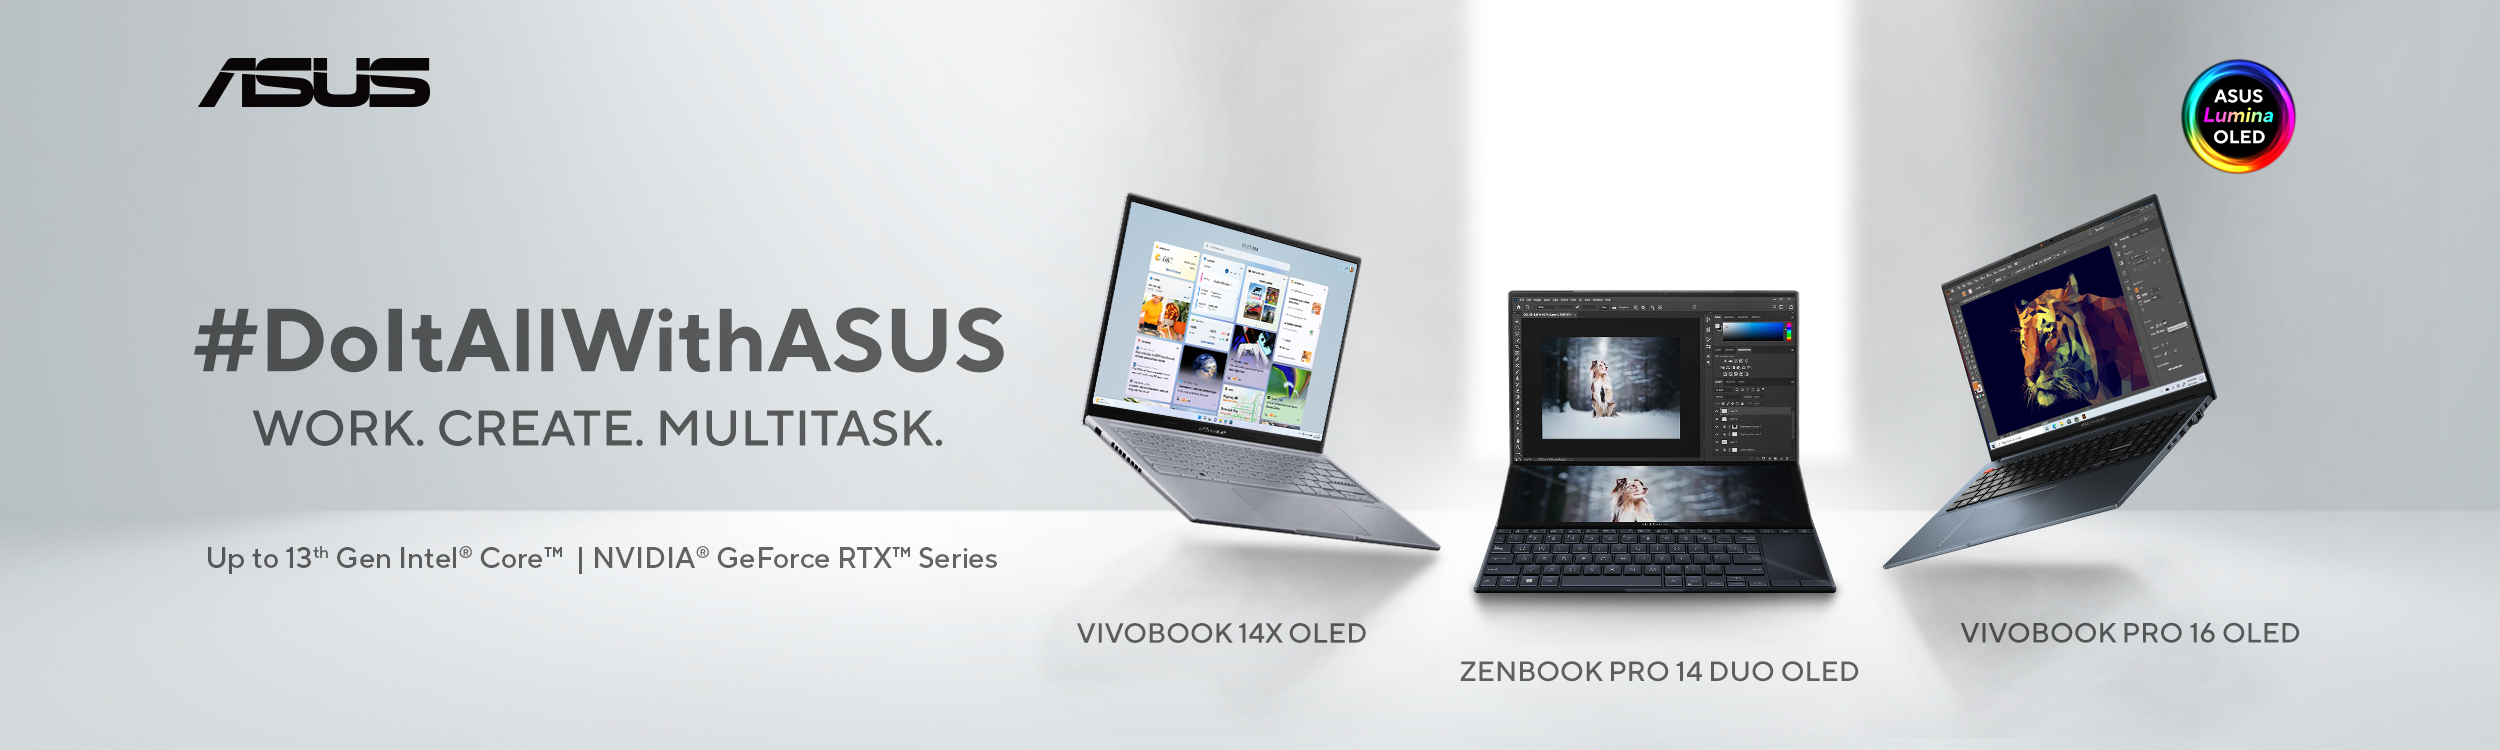 ASUS
ASUS
Lumina
OLED
#DoItAllWithASUS
WORK. CREATE. MULTITASK.
Up to 13th Gen Intel® Core™ | NVIDIA® GeForce RTX™ Series
VIVOBOOK 14X OLED
ZENBOOK PRO 14 DUO OLED
VIVOBOOK PRO 16 OLED